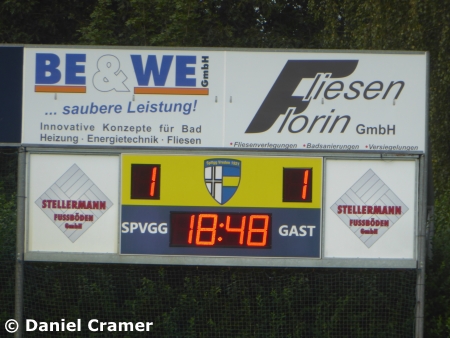 BE&WE GmbH
... saubere Leistung!
Innovative Konzepte für Bad
Heizung · Energietechnik · Fliesen
Fliesen
Florin GmbH
• Fliesenverlegungen • Badsanierungen • Versiegelungen
1
1
STELLERMANN
FUSSBÖDEN
GmbH
STELLERMANN
FUSSBÖDEN
GmbH
SPVGG
18:48
GAST
© Daniel Cramer